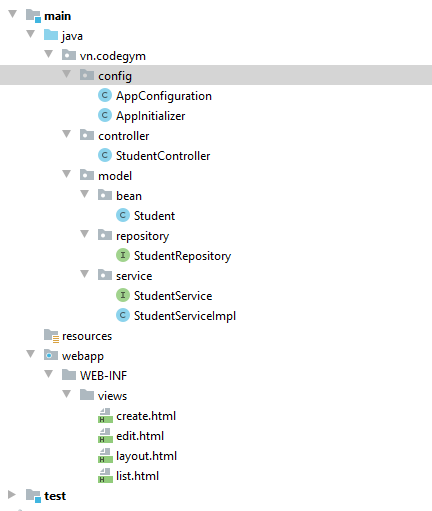 main
java
vn.codegym
config
AppConfiguration
AppInitializer
controller
StudentController
model
bean
Student
repository
StudentRepository
service
StudentService
StudentServiceImpl
resources
webapp
WEB-INF
views
create.html
edit.html
layout.html
list.html
test